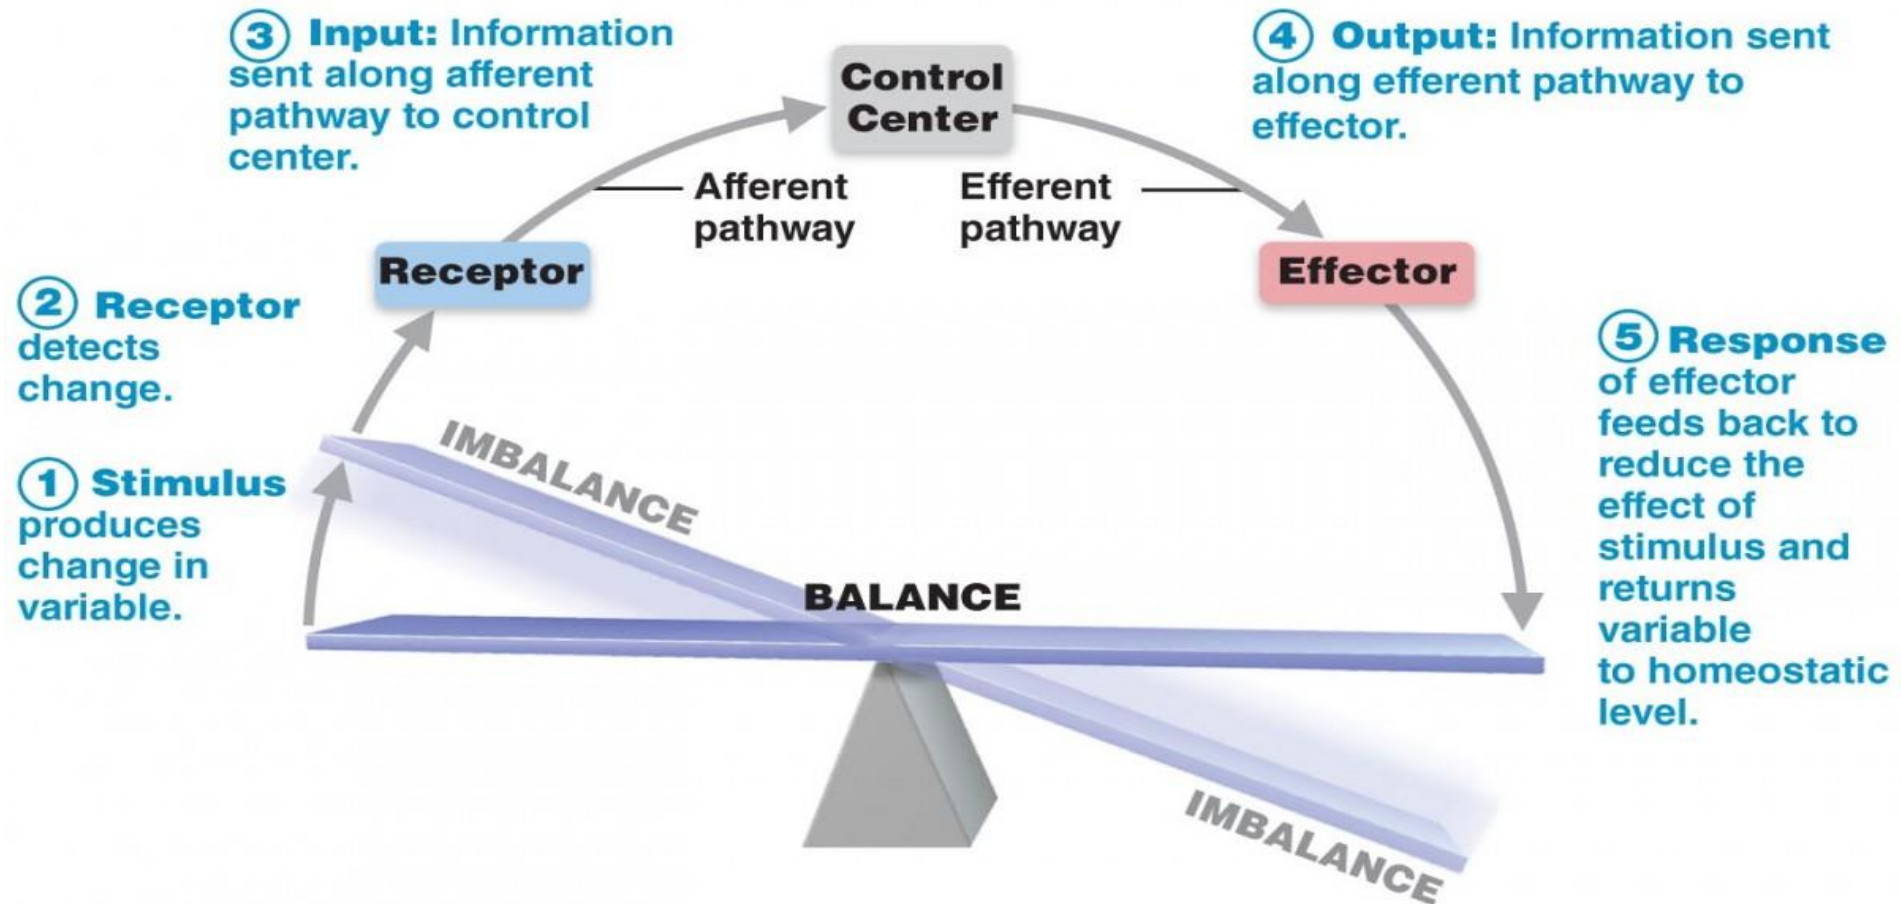 ① Stimulus
produces
change in
variable.
② Receptor
detects
change.
③ Input: Information
sent along afferent
pathway to control
center.
④ Output: Information sent
along efferent pathway to
effector.
⑤ Response
of effector
feeds back to
reduce the
effect of
stimulus and
returns
variable
to homeostatic
level.
Receptor
Afferent
pathway
Control
Center
Efferent
pathway
Effector
IMBALANCE
BALANCE
IMBALANCE